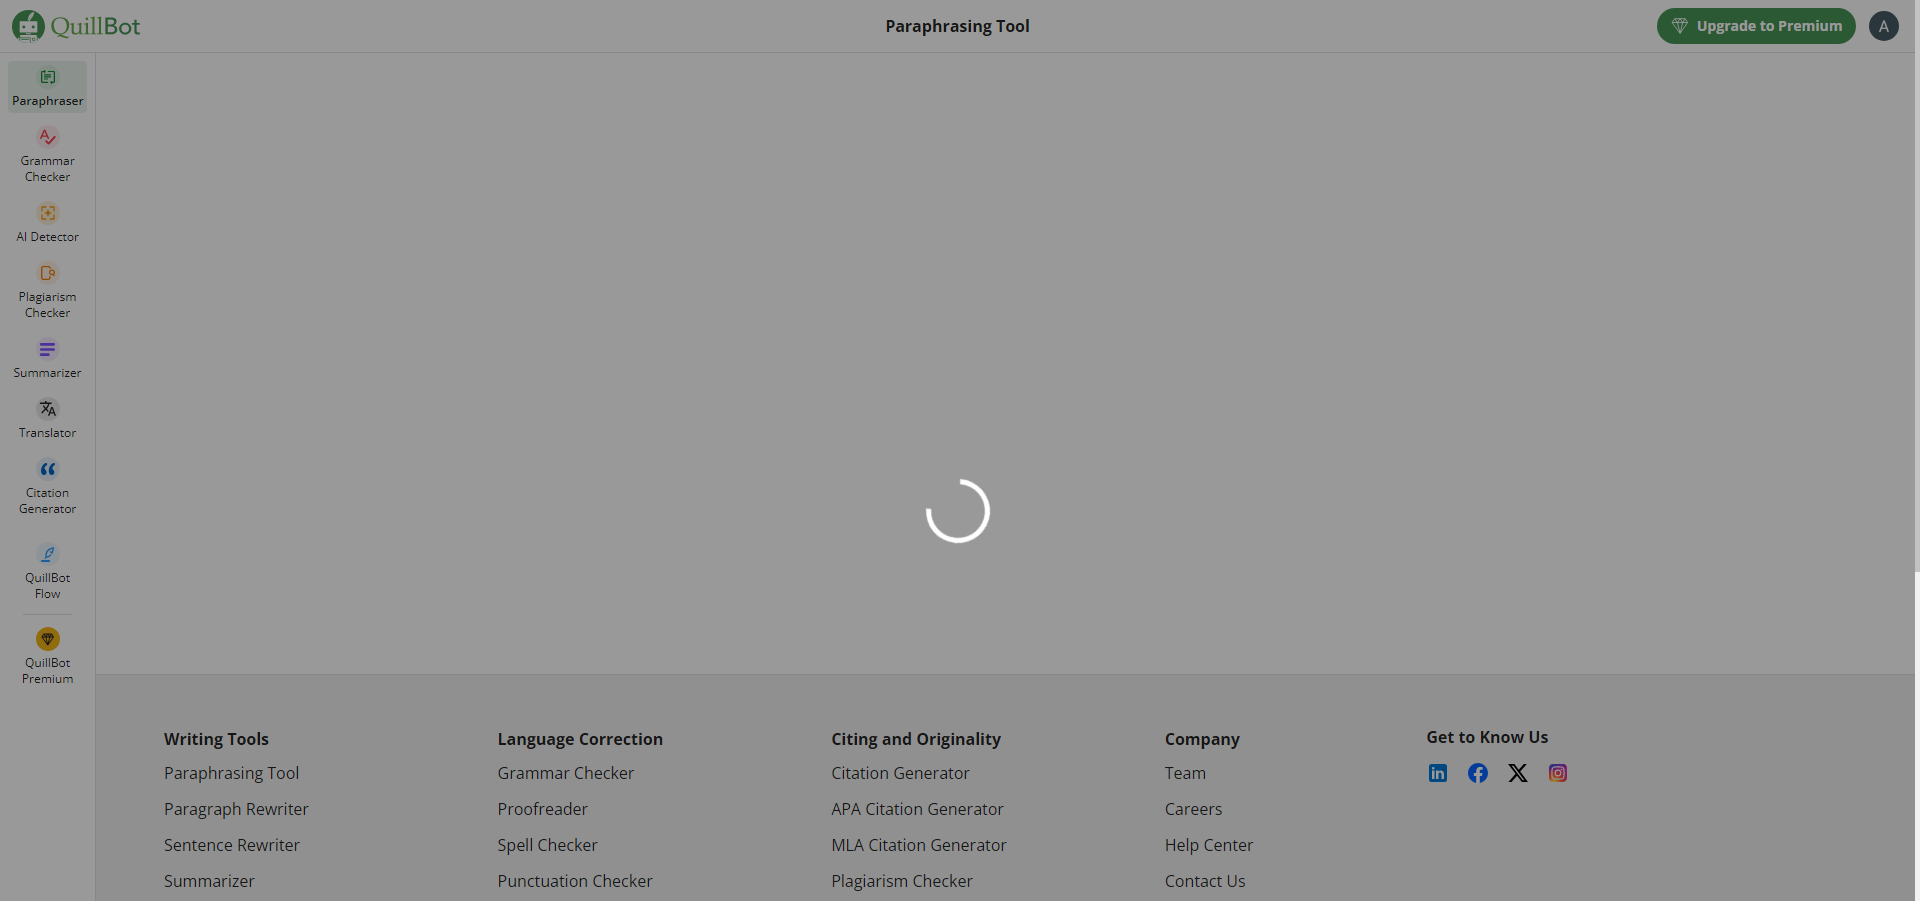 QuillBot
Paraphrasing Tool
Upgrade to Premium
A
Paraphraser
Grammar
Checker
AI Detector
Plagiarism
Checker
Summarizer
Translator
Citation
Generator
QuillBot
Flow
QuillBot
Premium
Writing Tools
Paraphrasing Tool
Paragraph Rewriter
Sentence Rewriter
Summarizer
Language Correction
Grammar Checker
Proofreader
Spell Checker
Punctuation Checker
Citing and Originality
Citation Generator
APA Citation Generator
MLA Citation Generator
Plagiarism Checker
Company
Team
Careers
Help Center
Contact Us
Get to Know Us